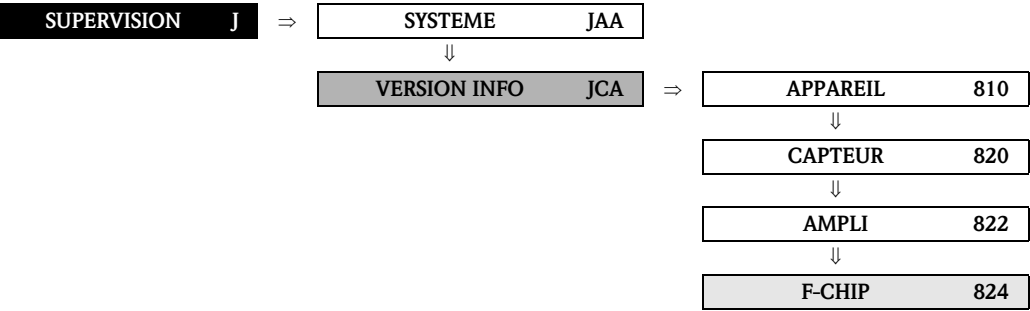 SUPERVISION J ⇒ SYSTEME JAA
⇓
VERSION INFO JCA ⇒ APPAREIL 810
⇓
CAPTEUR 820
⇓
AMPLI 822
⇓
F-CHIP 824